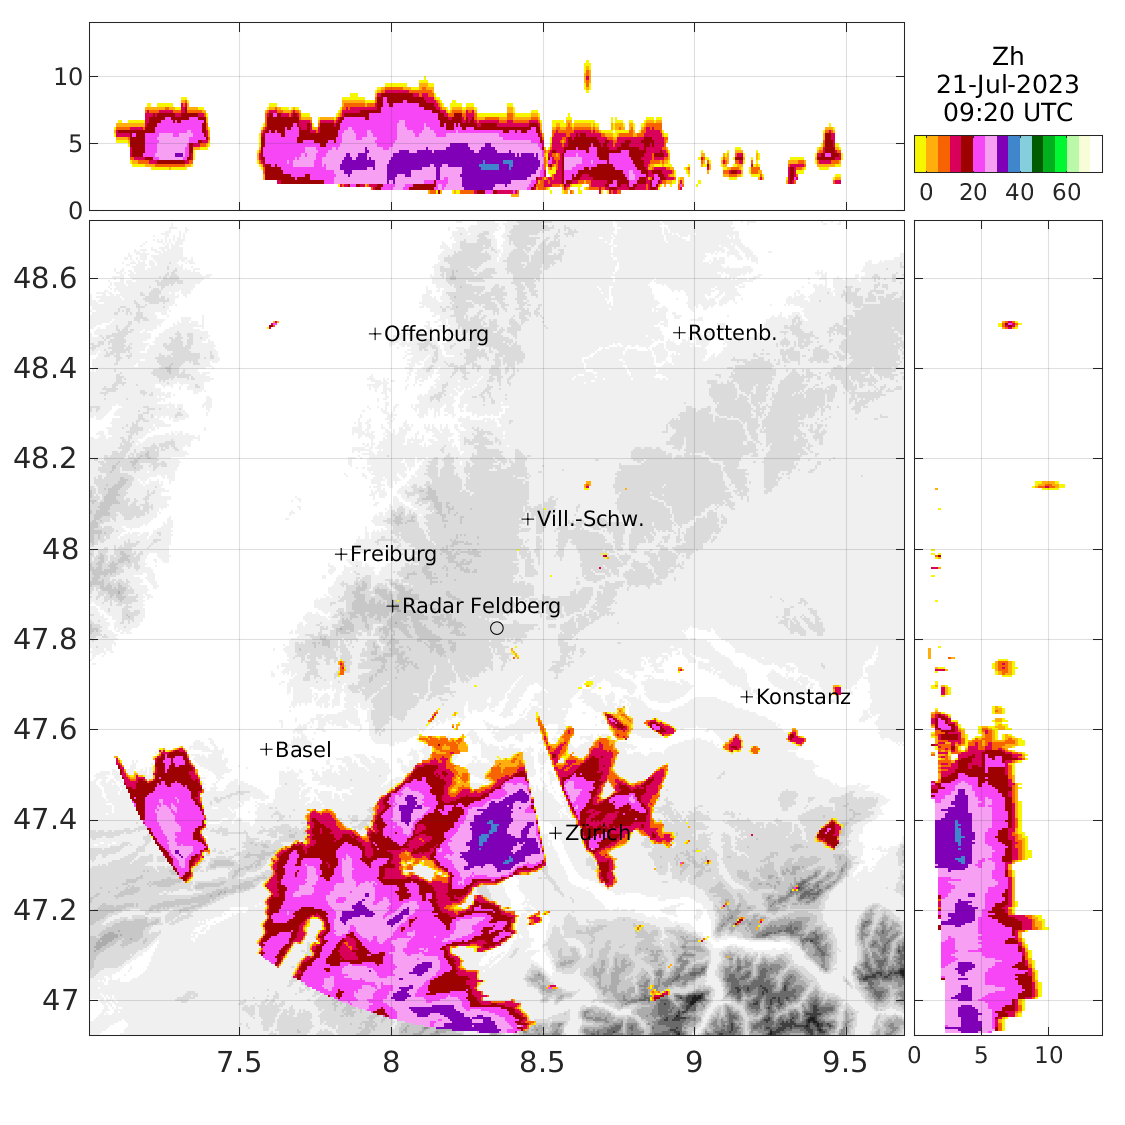 10
5
0
Zh
21-Jul-2023
09:20 UTC
0 20 40 60
48.6
48.4
48.2
48
47.8
47.6
47.4
47.2
47
Offenburg
Rottenb.
Vill.-Schw.
Freiburg
Radar Feldberg
Konstanz
Basel
Zürich
7.5 8 8.5 9 9.5
0 5 10